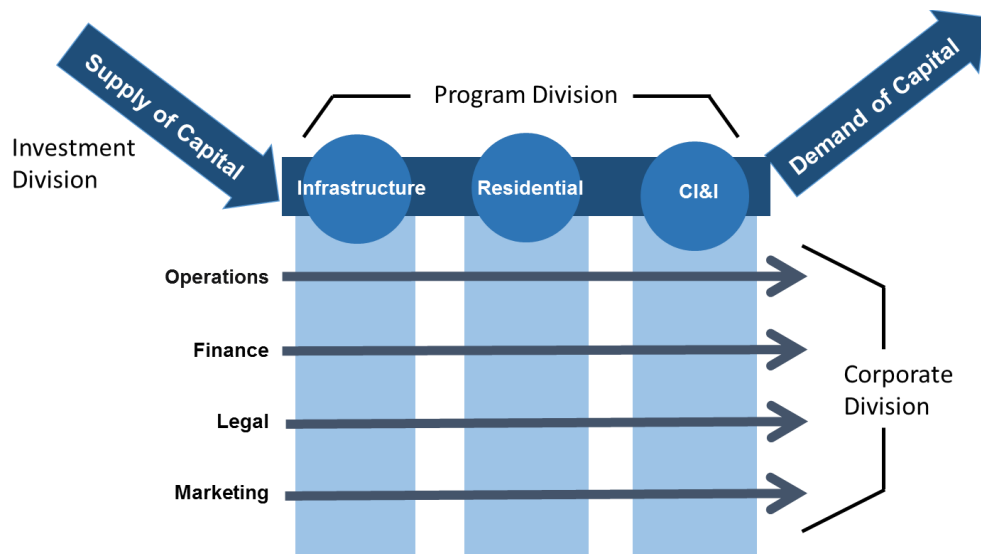 Supply of Capital
Demand of Capital
Program Division
Investment
Division
Infrastructure
Residential
CI&I
Operations
Finance
Legal
Marketing
Corporate
Division